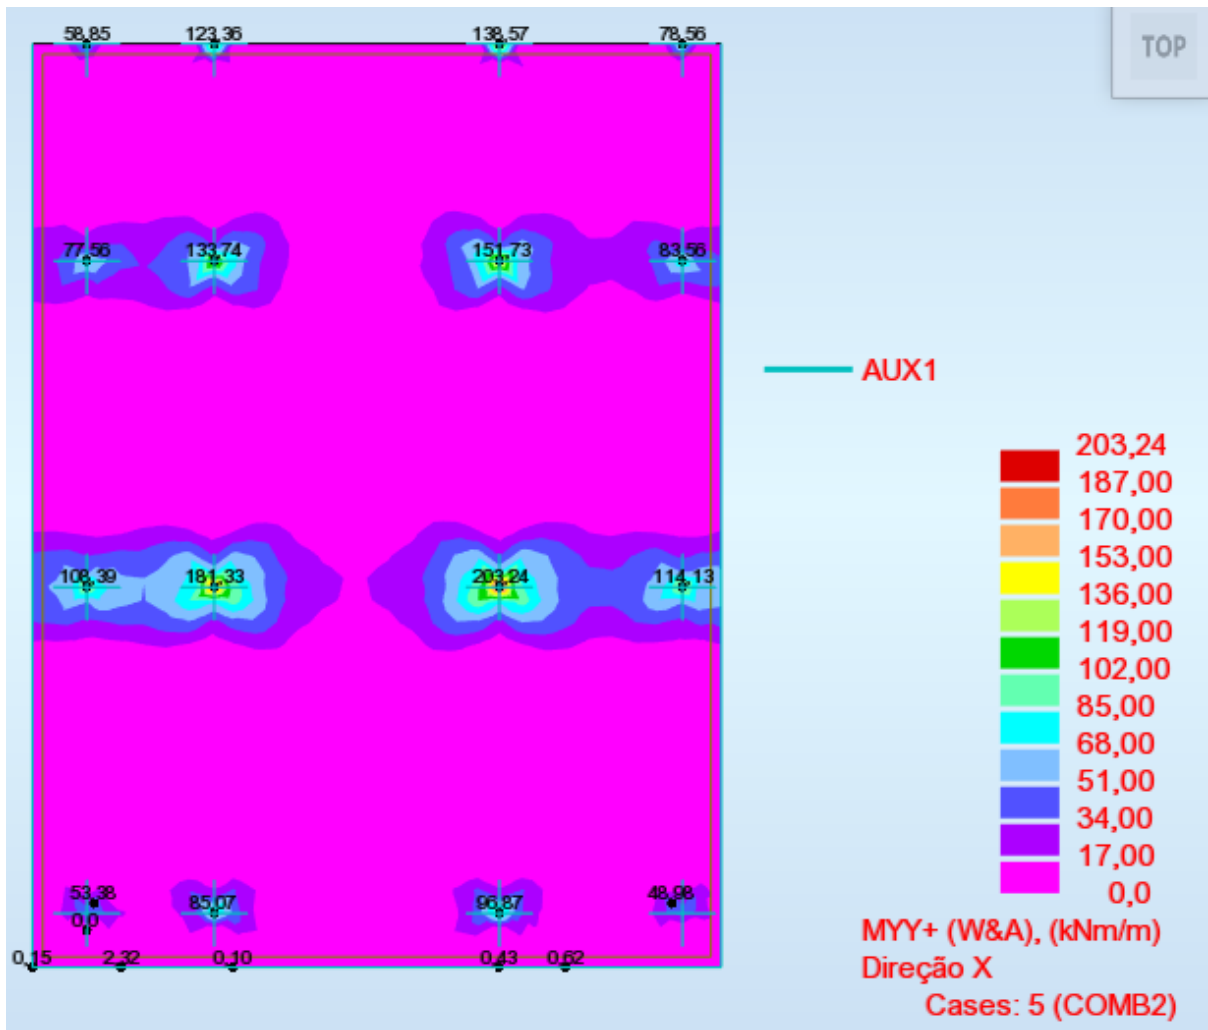 58,85 123,36 138,57 78,56
TOP
77,56 133,74 151,73 83,56
AUX1
203,24
187,00
170,00
153,00
136,00
119,00
102,00
85,00
68,00
51,00
34,00
17,00
0,0
108,39 181,33 203,24 114,13
53,38 85,07 96,87 48,98
0,0
0,15 2,32 0,10 0,43 0,62
MYY+ (W&A), (kNm/m)
Direção X
Cases: 5 (COMB2)